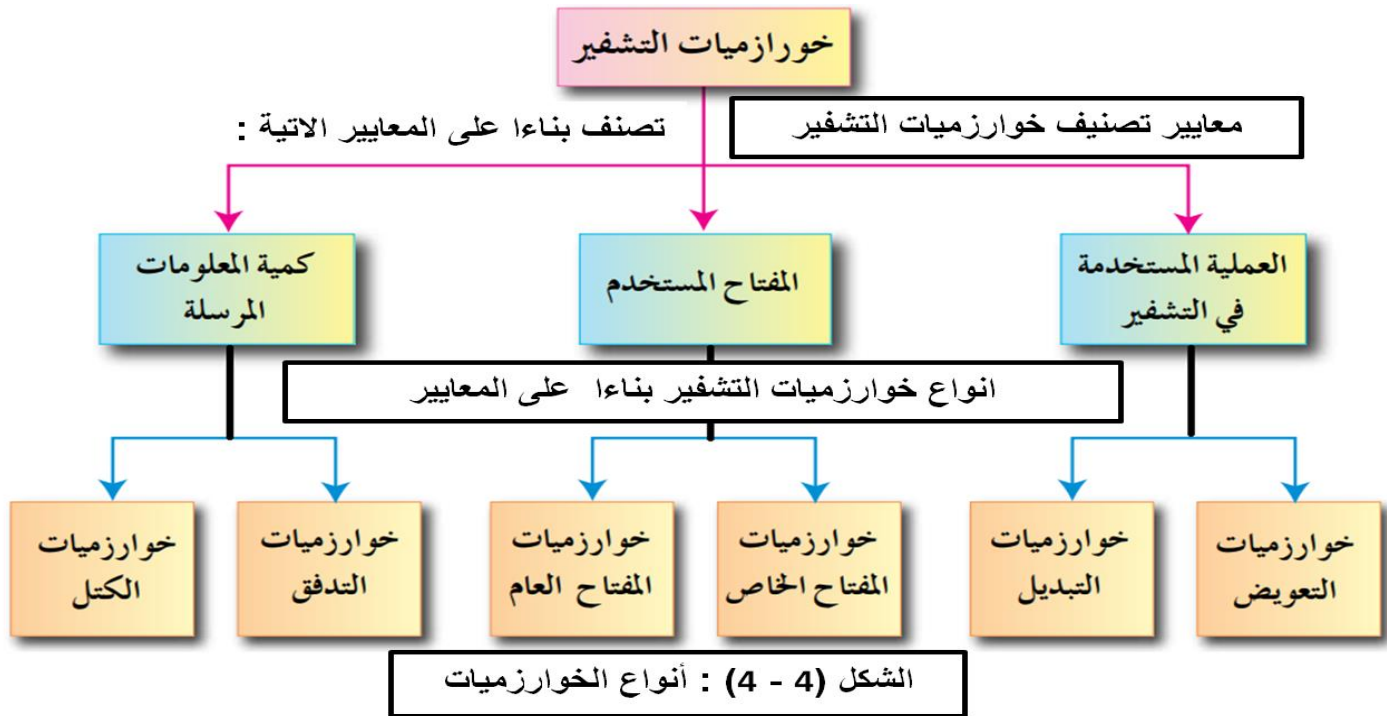 خورازميات التشفير
معايير تصنيف خوارزميات التشفير
تصنف بناءا على المعايير الاتية :
العملية المستخدمة
في التشفير
المفتاح المستخدم
كمية المعلومات
المرسلة
انواع خوارزميات التشفير بناءا على المعايير
خوارزميات
التعويض
خوارزميات
التبديل
خوارزميات
المفتاح الخاص
خوارزميات
المفتاح العام
خوارزميات
التدفق
خوارزميات
الكتل
الشكل (4 - 4) : أنواع الخوارزميات